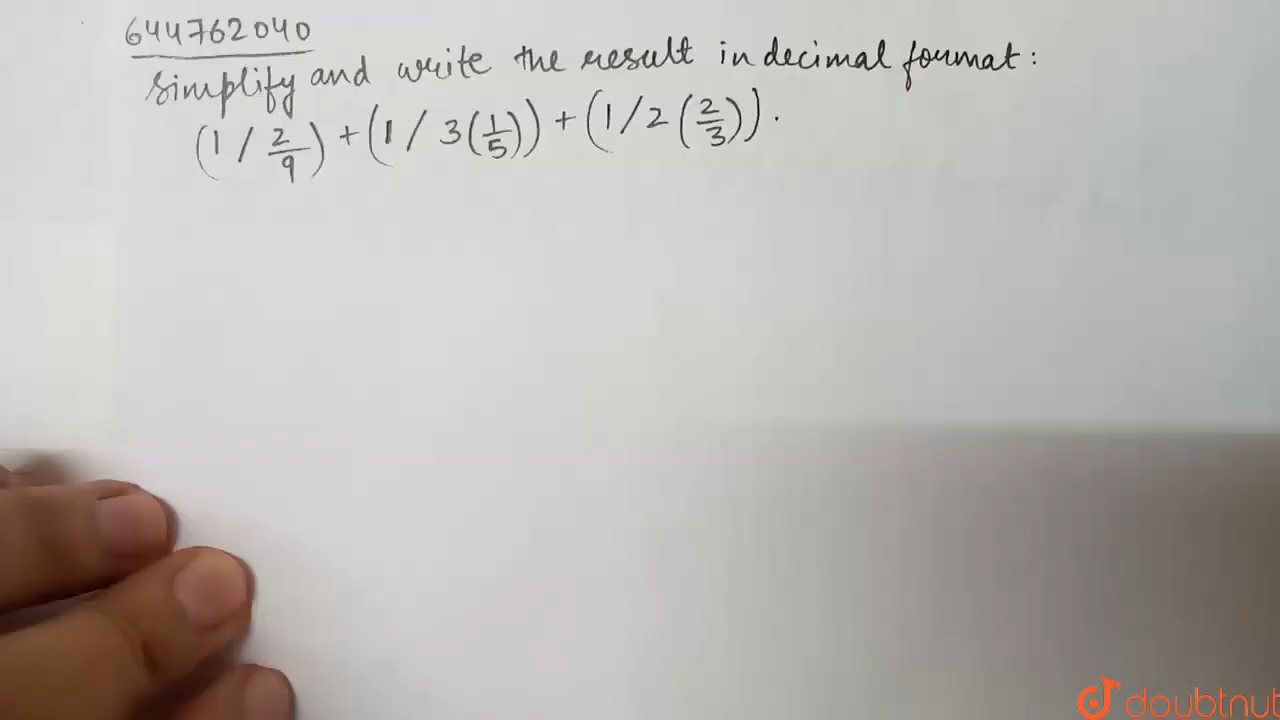 644762040
Simplify and write the result in decimal format:
(1 / 2/9) + (1 / 3(1/5)) + (1/2(2/3)).
doubtnut